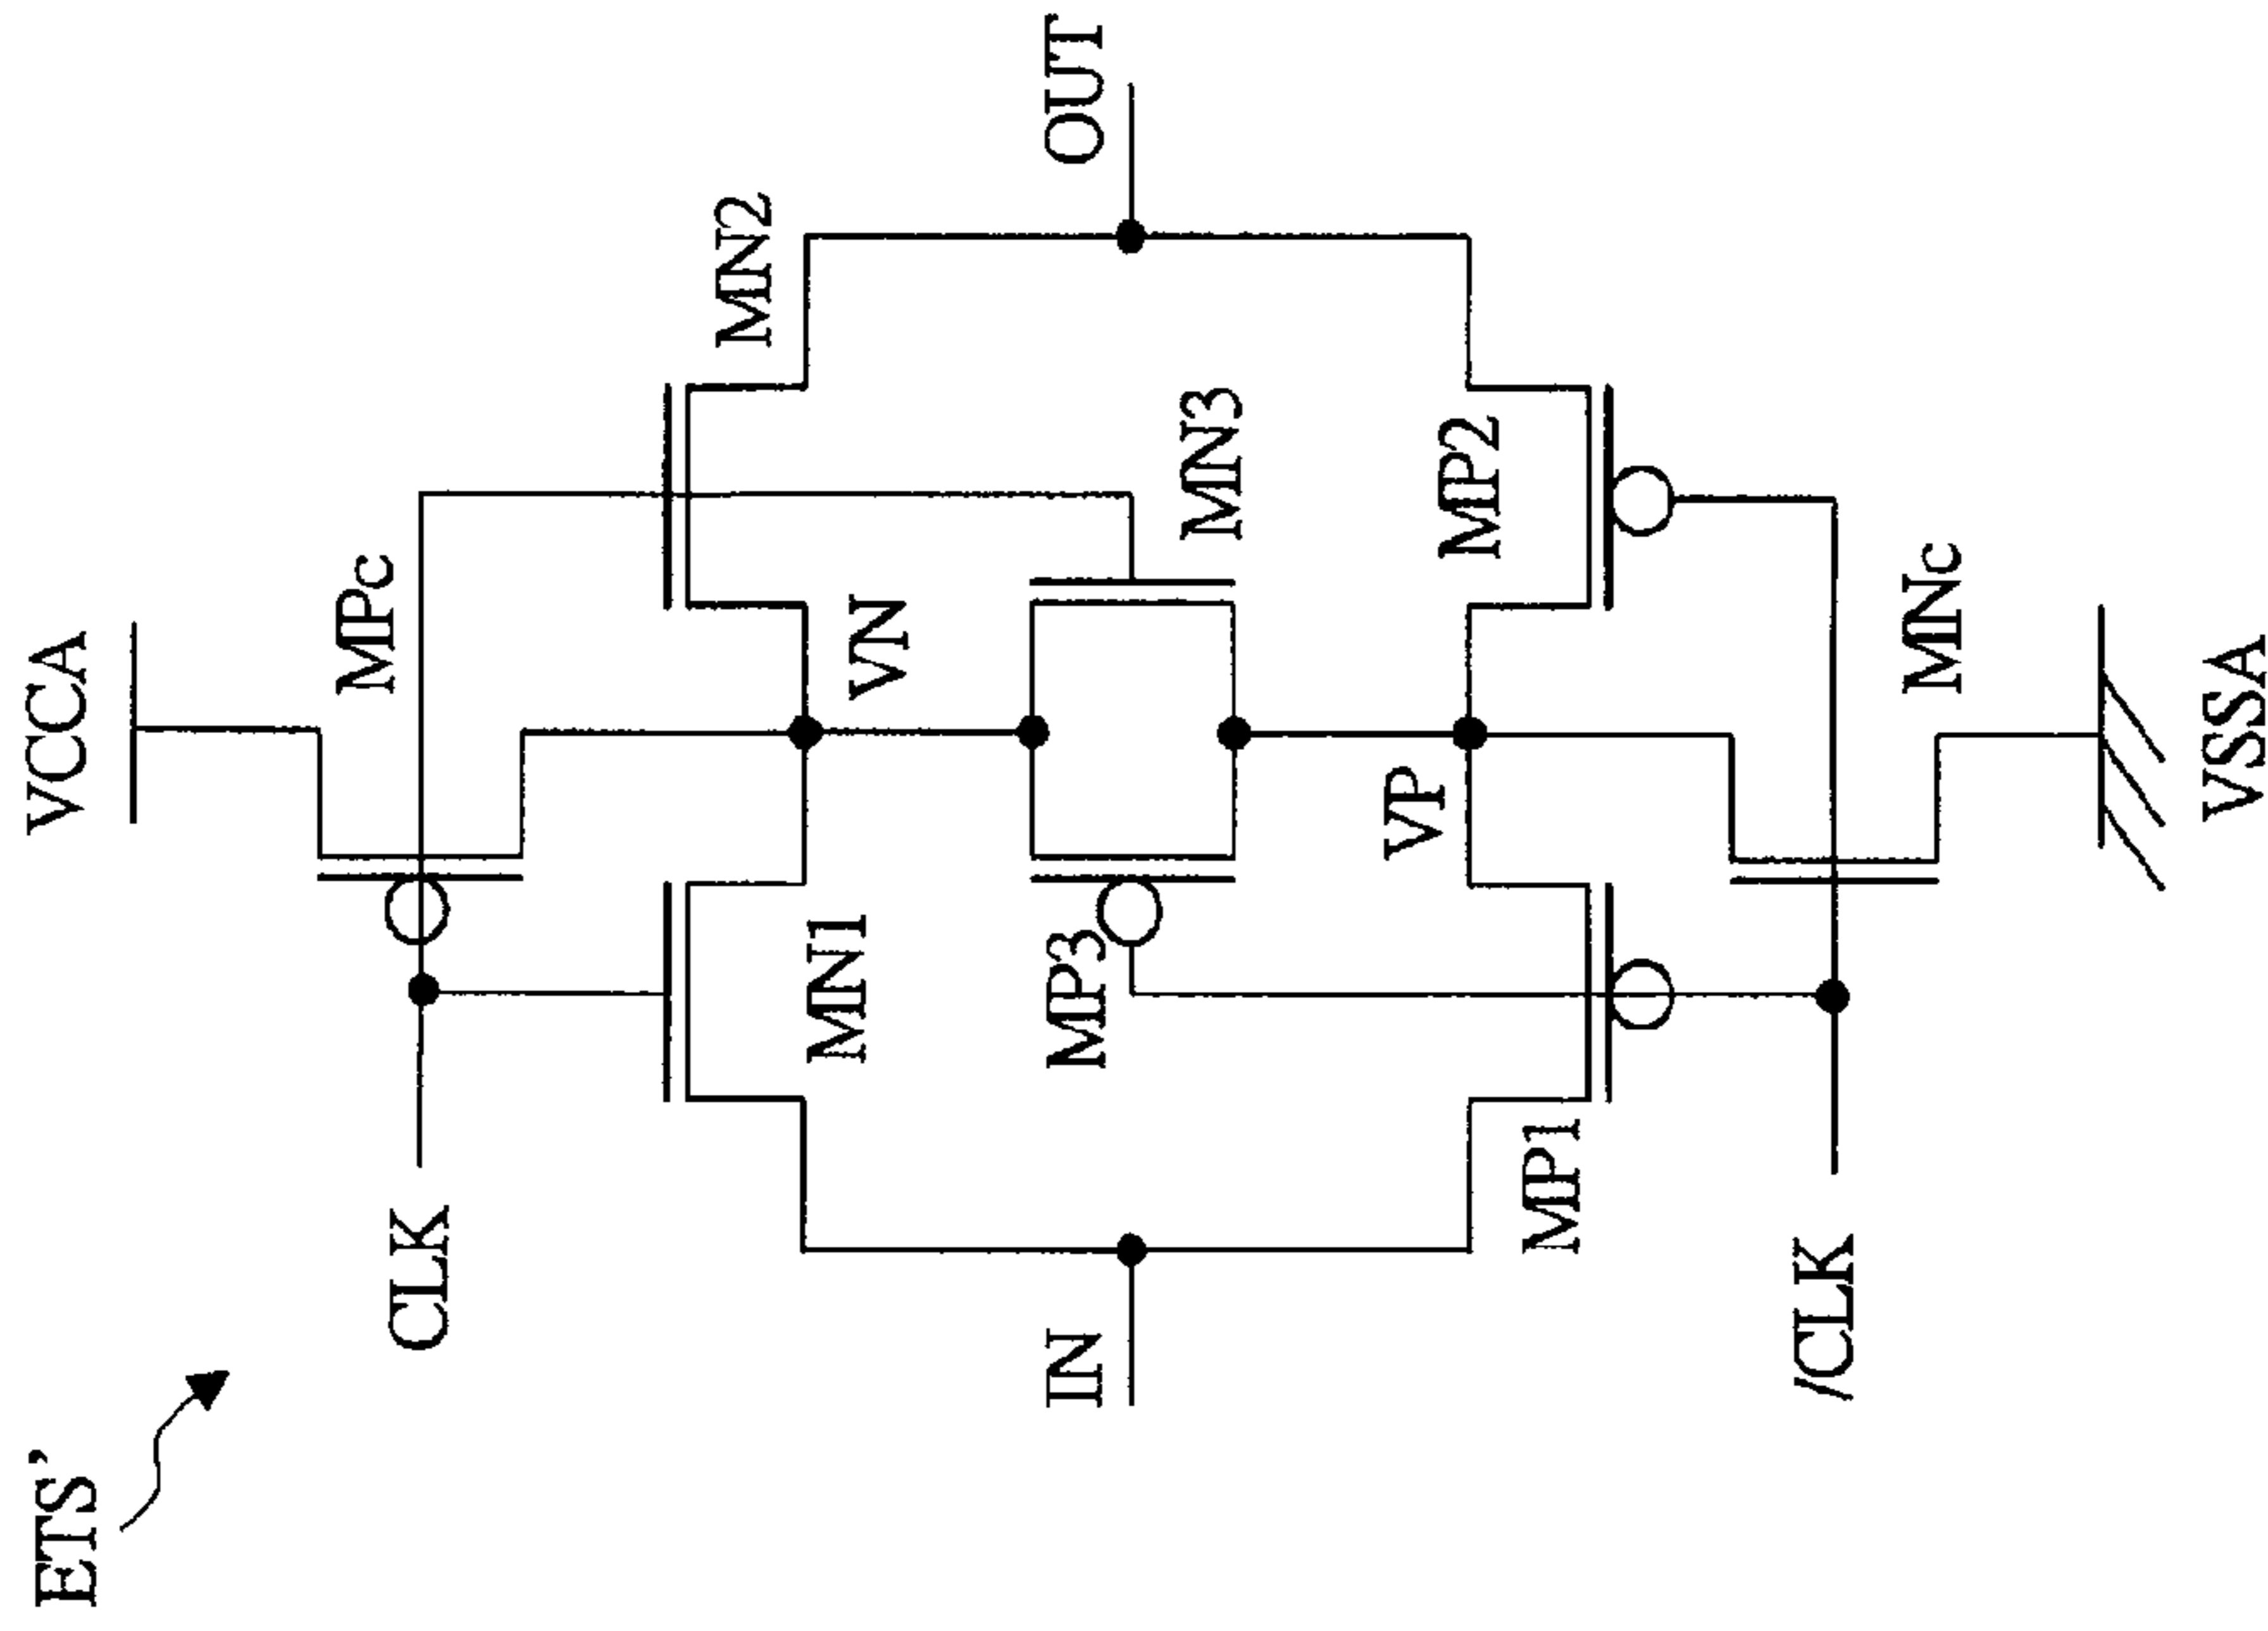 ETS’
VCCA
CLK
MPc
MN1
MN2
VN
IN
MP3
MN3
OUT
VP
MP1
MP2
/CLK
MNc
VSSA